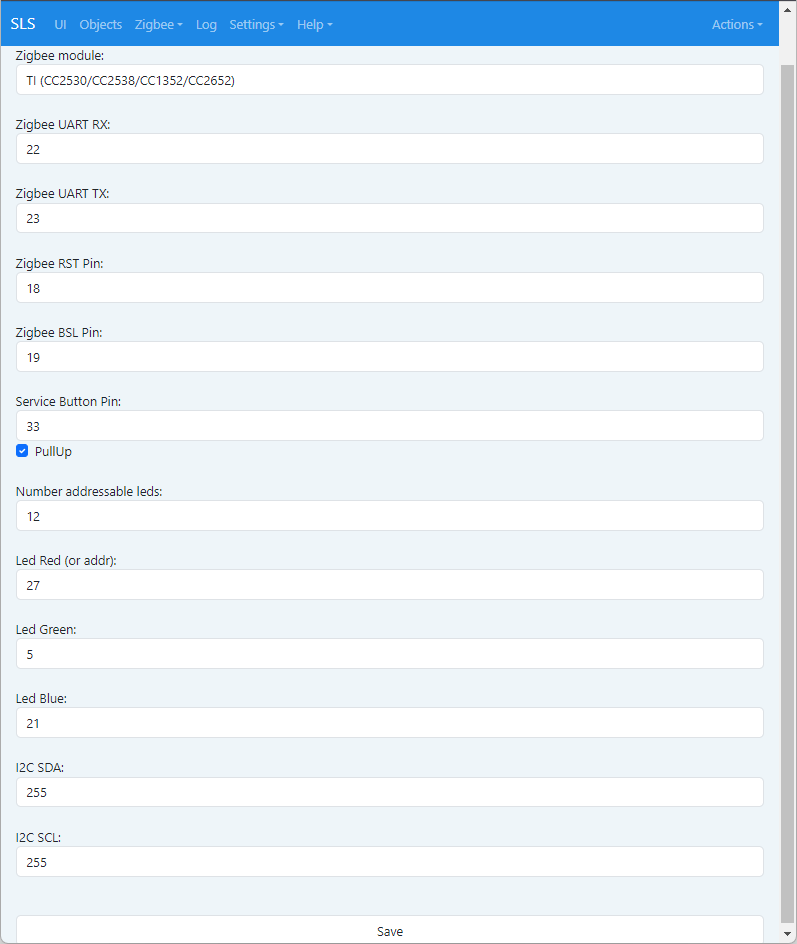 SLS UI Objects Zigbee Log Settings Help Actions
Zigbee module:
TI (CC2530/CC2538/CC1352/CC2652)
Zigbee UART RX:
22
Zigbee UART TX:
23
Zigbee RST Pin:
18
Zigbee BSL Pin:
19
Service Button Pin:
33
PullUp
Number addressable leds:
12
Led Red (or addr):
27
Led Green:
5
Led Blue:
21
I2C SDA:
255
I2C SCL:
255
Save